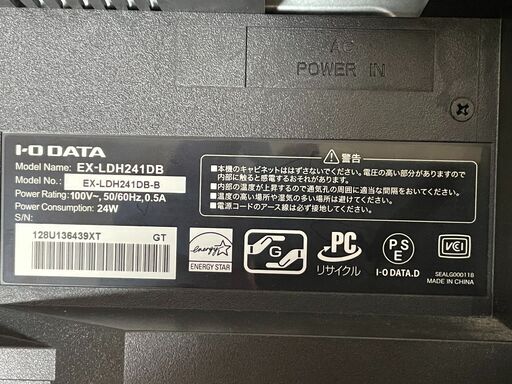 AC
POWER IN
I-O DATA
Model Name: EX-LDH241DB
Model No.: EX-LDH241DB-B
Power Rating:100V~, 50/60Hz, 0.5A
Power Consumption: 24W
S/N:
128U136439XT GT
⚠警告
■本機のキャビネットははずさないでください。電圧の高い部分がありますので
内部に触ると感電するおそれがあります。
■内部の温度が上昇するので通気孔の周囲に適当な間隔をおいてください。
■温度の高い場所や湿気の多い場所は避けてください。
■電源コードのアース線は必ず接地してください。
energy
ENERGY STAR
G
PC
リサイクル
P S
E
I-O DATA.D
VCI
SEALG000118
MADE IN CHINA